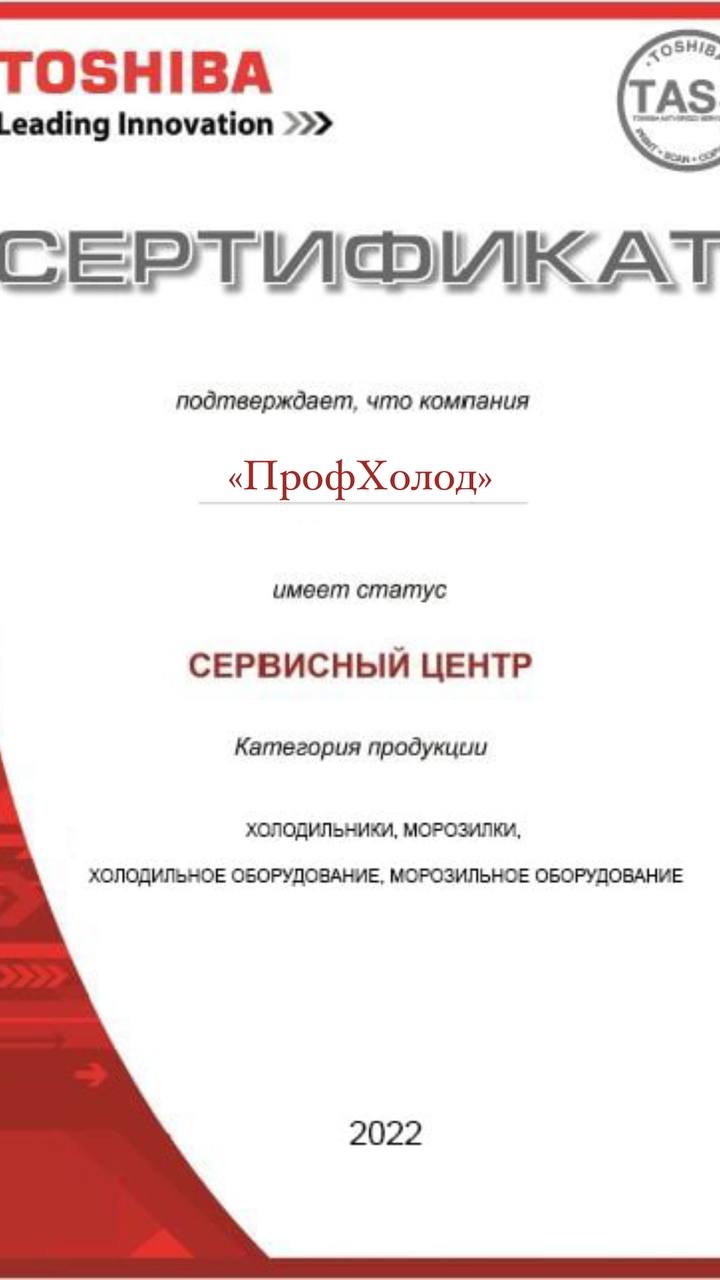 TOSHIBA
Leading Innovation >>>
TOSHIBA
TAS
СЕРТИФИКАТ
подтверждает, что компания
«ПрофХолод»
имеет статус
СЕРВИСНЫЙ ЦЕНТР
Категория продукции
ХОЛОДИЛЬНИКИ, МОРОЗИЛКИ,
ХОЛОДИЛЬНОЕ ОБОРУДОВАНИЕ, МОРОЗИЛЬНОЕ ОБОРУДОВАНИЕ
2022